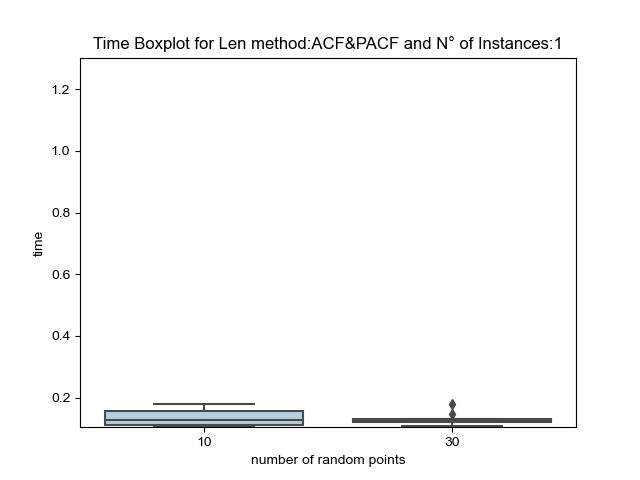 Time Boxplot for Len method:ACF&PACF and N° of Instances:1
1.2
1.0
0.8
0.6
0.4
0.2
time
10
30
number of random points